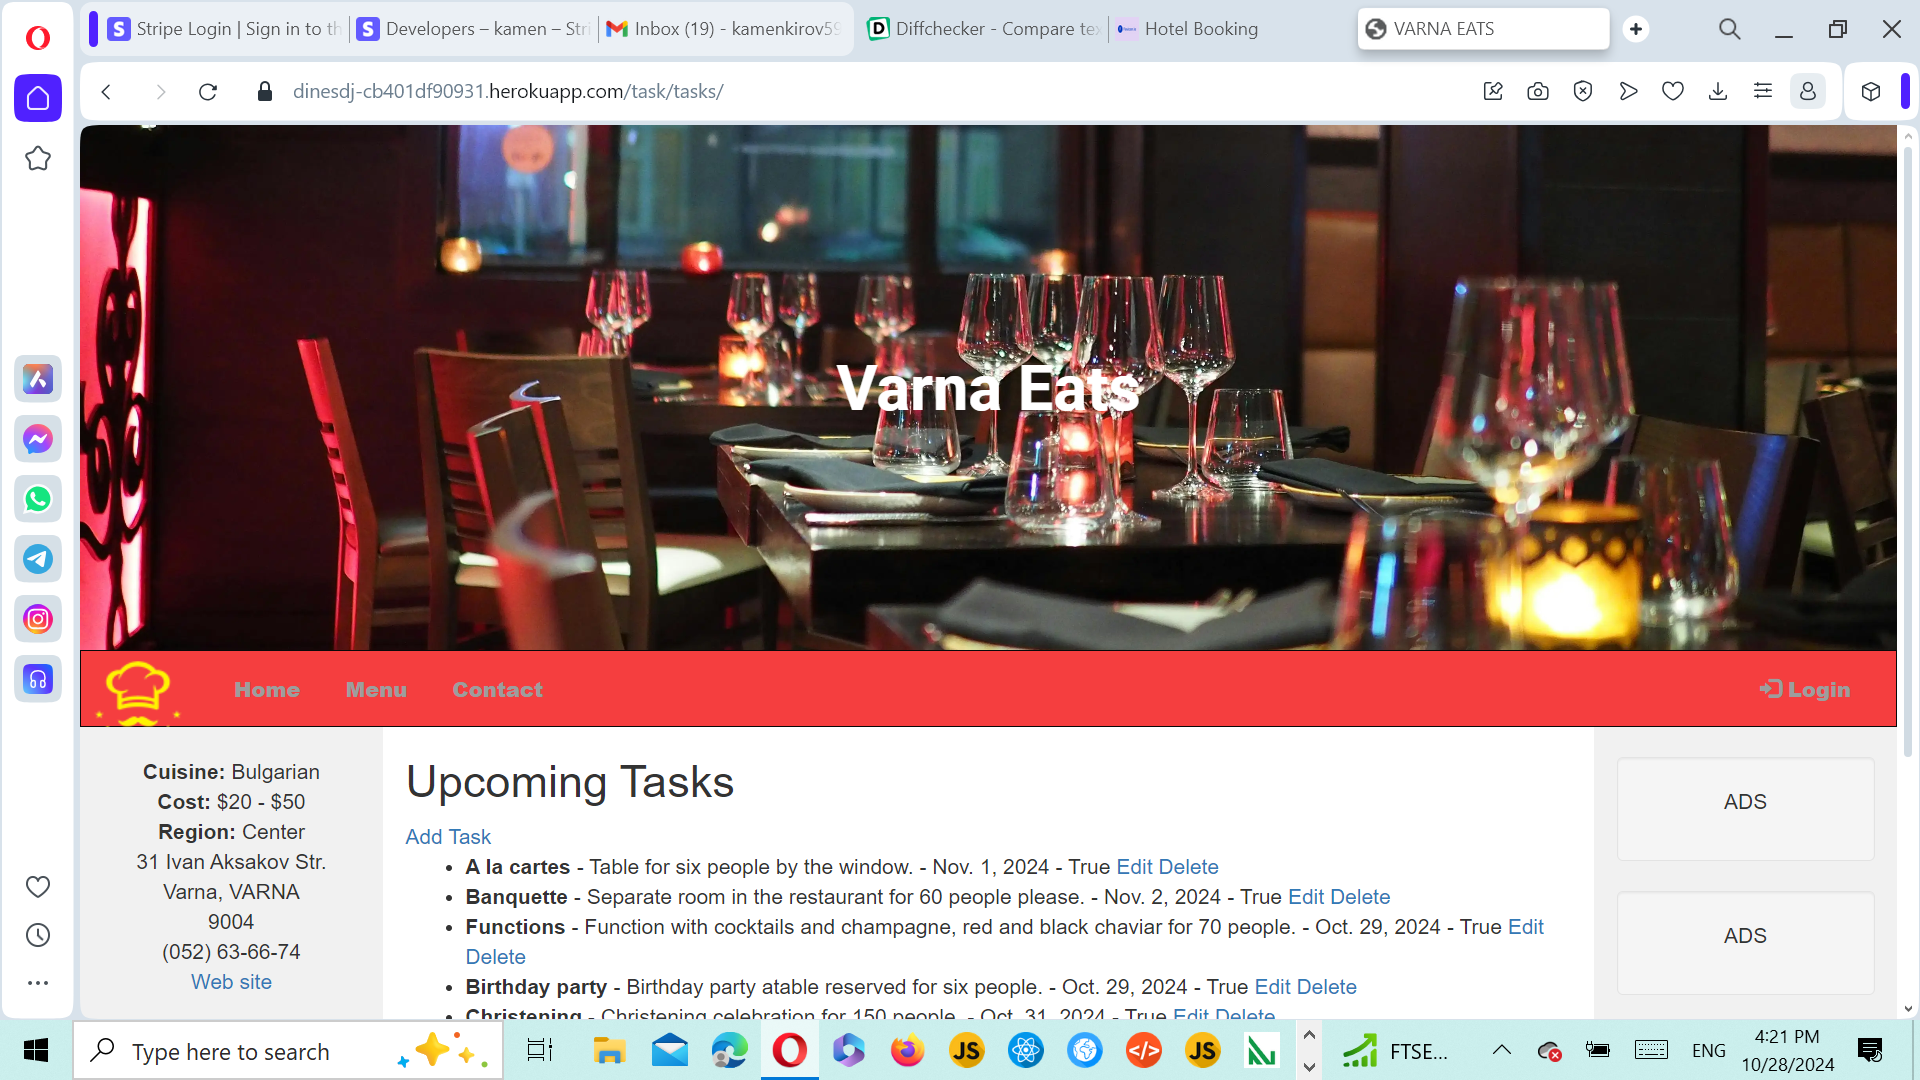 Stripe Login | Sign in to th
Developers – kamen – Stri
Inbox (19) - kamenkirov59
Diffchecker - Compare tex
Hotel Booking
VARNA EATS
dinesdj-cb401df90931.herokuapp.com/task/tasks/
Varna Eats
Home
Menu
Contact
Login
Cuisine: Bulgarian
Cost: $20 - $50
Region: Center
31 Ivan Aksakov Str.
Varna, VARNA
9004
(052) 63-66-74
Web site
Upcoming Tasks
Add Task
• A la cartes - Table for six people by the window. - Nov. 1, 2024 - True Edit Delete
• Banquette - Separate room in the restaurant for 60 people please. - Nov. 2, 2024 - True Edit Delete
• Functions - Function with cocktails and champagne, red and black chaviar for 70 people. - Oct. 29, 2024 - True Edit
Delete
• Birthday party - Birthday party atable reserved for six people. - Oct. 29, 2024 - True Edit Delete
• Christening - Christening celebration for 150 people. - Oct. 31, 2024 - True Edit Delete
ADS
ADS
Type here to search
JS
JS
FTSE...
ENG
4:21 PM
10/28/2024